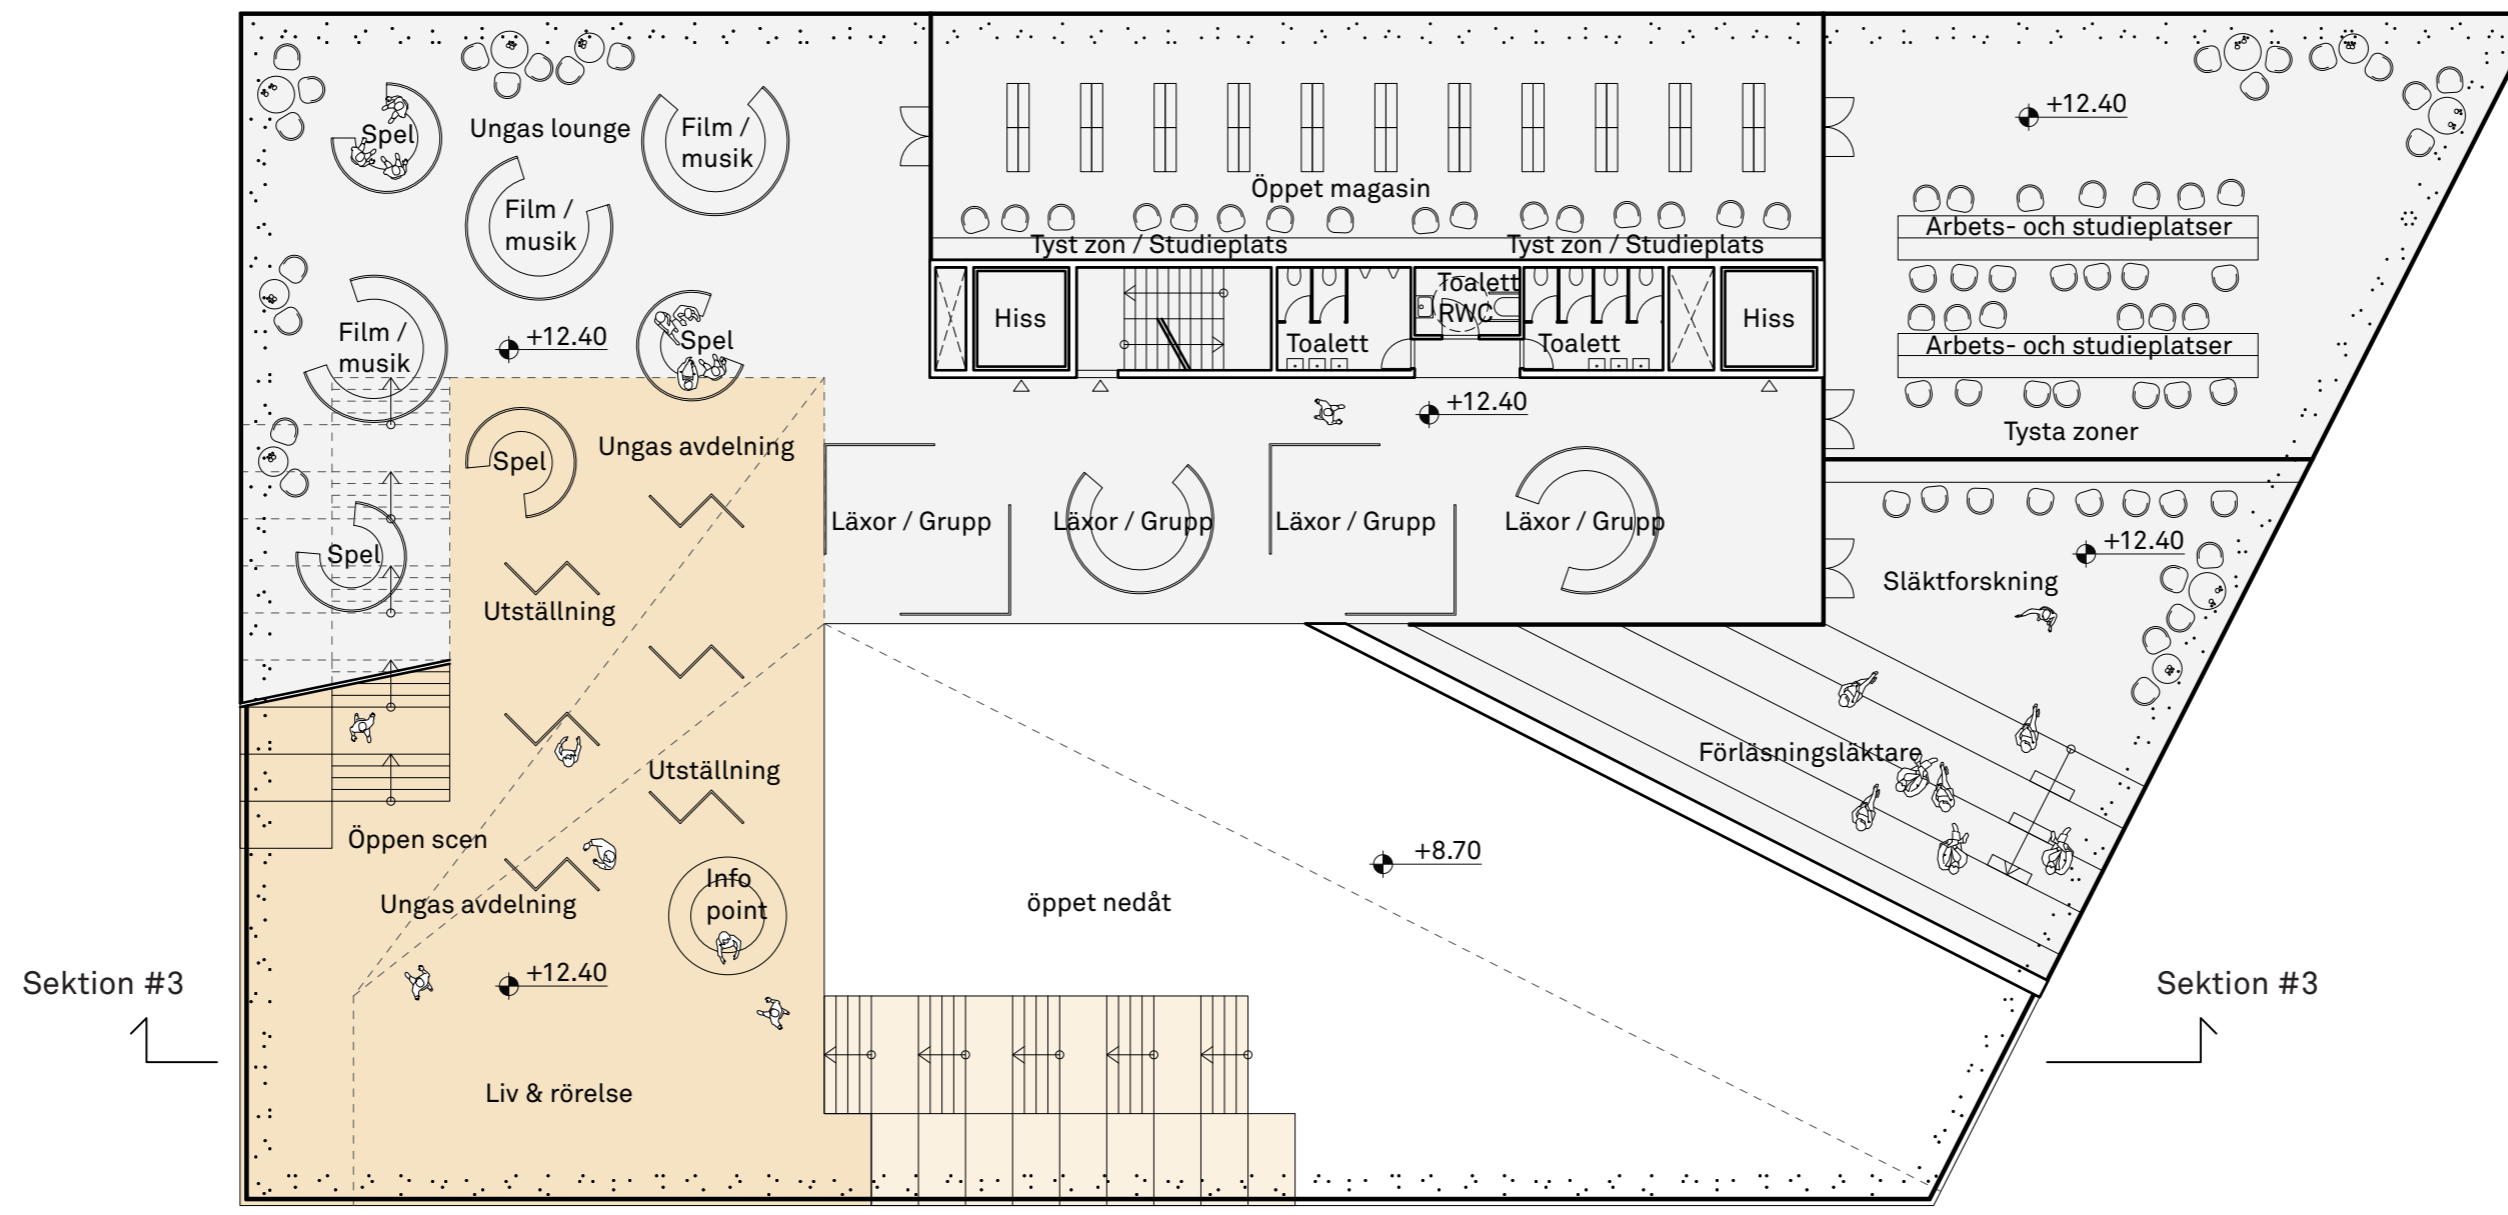 +12.40
Spel
Ungas lounge
Film /
musik
Öppet magasin
Film /
musik
Arbets- och studieplatser
Tyst zon / Studieplats
Tyst zon / Studieplats
Film /
musik
+12.40
Spel
Hiss
Toalett
Toalett
RWC
Toalett
Hiss
Arbets- och studieplatser
+12.40
Tysta zoner
Ungas avdelning
Spel
Läxor / Grupp
Läxor / Grupp
Läxor / Grupp
Läxor / Grupp
+12.40
Spel
Släktforskning
Utställning
Förläsningsläktare
Utställning
Öppen scen
+8.70
Info
point
Ungas avdelning
öppet nedåt
+12.40
Sektion #3
Sektion #3
Liv & rörelse